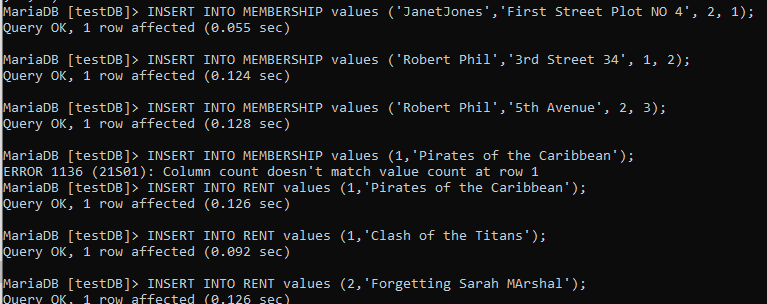 MariaDB [testDB]> INSERT INTO MEMBERSHIP values ('JanetJones','First Street Plot NO 4', 2, 1);
Query OK, 1 row affected (0.055 sec)
MariaDB [testDB]> INSERT INTO MEMBERSHIP values ('Robert Phil','3rd Street 34', 1, 2);
Query OK, 1 row affected (0.124 sec)
MariaDB [testDB]> INSERT INTO MEMBERSHIP values ('Robert Phil','5th Avenue', 2, 3);
Query OK, 1 row affected (0.128 sec)
MariaDB [testDB]> INSERT INTO MEMBERSHIP values (1,'Pirates of the Caribbean');
ERROR 1136 (21S01): Column count doesn't match value count at row 1
MariaDB [testDB]> INSERT INTO RENT values (1,'Pirates of the Caribbean');
Query OK, 1 row affected (0.126 sec)
MariaDB [testDB]> INSERT INTO RENT values (1,'Clash of the Titans');
Query OK, 1 row affected (0.092 sec)
MariaDB [testDB]> INSERT INTO RENT values (2,'Forgetting Sarah MArshal');
Query OK, 1 row affected (0.126 sec)